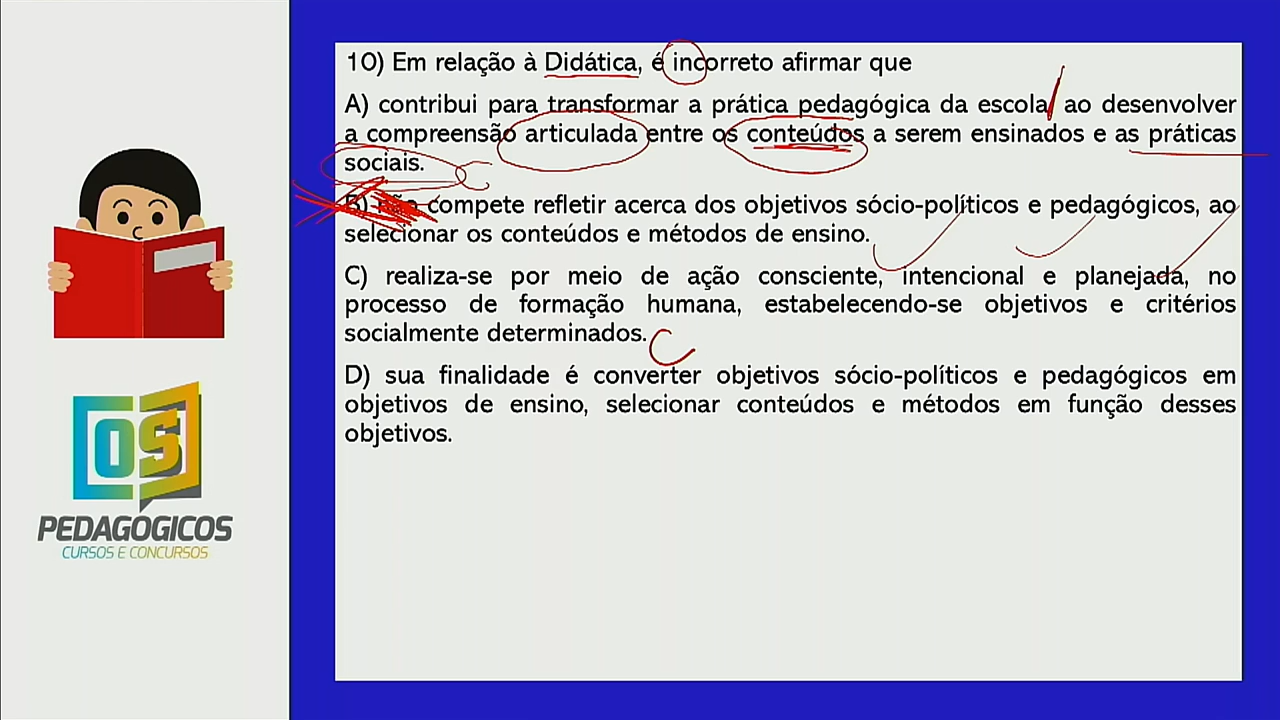 10) Em relação à Didática, é incorreto afirmar que
A) contribui para transformar a prática pedagógica da escola, ao desenvolver
a compreensão articulada entre os conteúdos a serem ensinados e as práticas
sociais.
B) não compete refletir acerca dos objetivos sócio-políticos e pedagógicos, ao
selecionar os conteúdos e métodos de ensino.
C) realiza-se por meio de ação consciente, intencional e planejada, no
processo de formação humana, estabelecendo-se objetivos e critérios
socialmente determinados.
D) sua finalidade é converter objetivos sócio-políticos e pedagógicos em
objetivos de ensino, selecionar conteúdos e métodos em função desses
objetivos.
OS
PEDAGÓGICOS
CURSOS E CONCURSOS